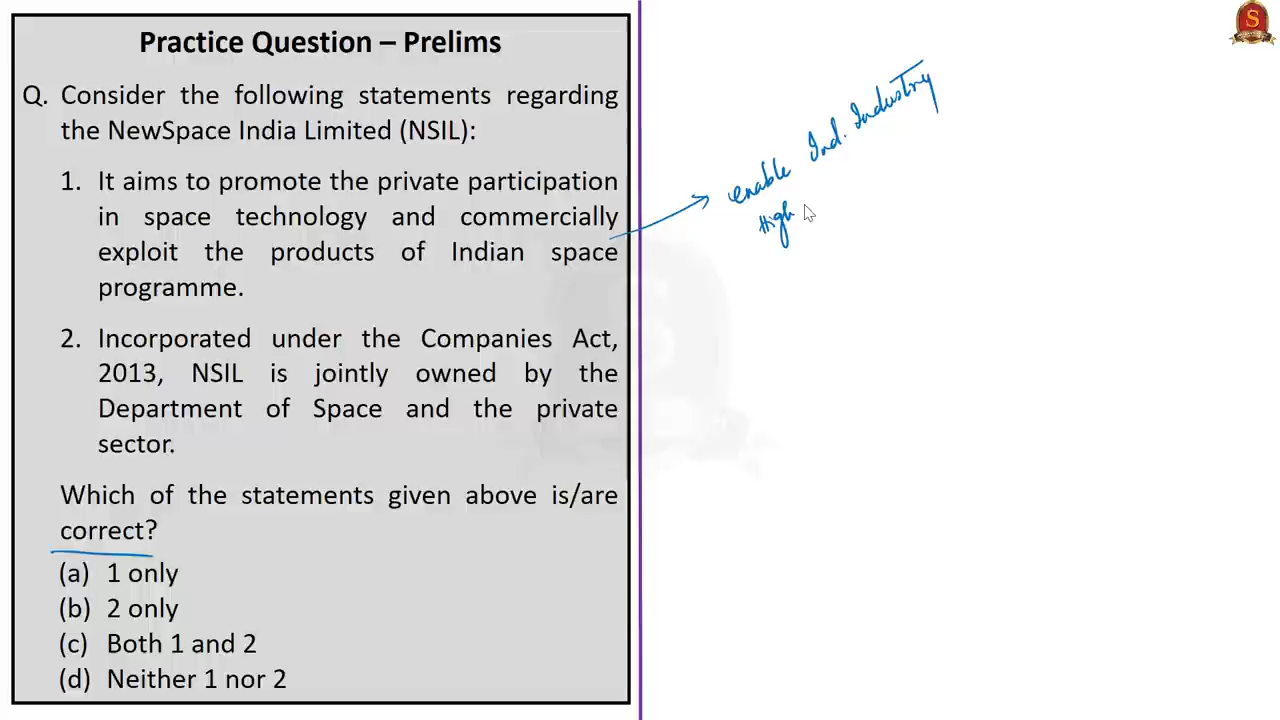 Practice Question – Prelims
Q. Consider the following statements regarding
the NewSpace India Limited (NSIL):
1. It aims to promote the private participation
in space technology and commercially
exploit the products of Indian space
programme.
2. Incorporated under the Companies Act,
2013, NSIL is jointly owned by the
Department of Space and the private
sector.
Which of the statements given above is/are
correct?
(a) 1 only
(b) 2 only
(c) Both 1 and 2
(d) Neither 1 nor 2
S
enable Ind. Industry
High